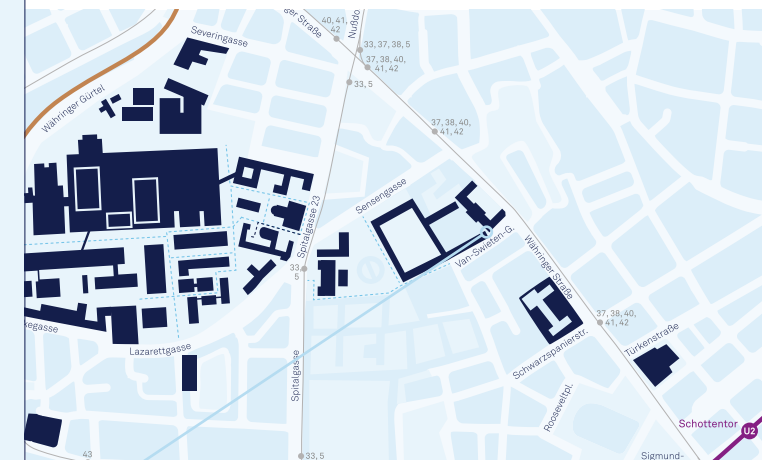 ger Straße
40, 41,
42
Nußdo
Severingasse
33, 37, 38, 5
37, 38, 40,
41, 42
33, 5
Währinger Gürtel
37, 38, 40,
41, 42
Sensengasse
Spitalgasse 23
Van-Swieten-G.
Währinger Straße
33,
5
37, 38, 40,
41, 42
kegasse
Lazarettgasse
Türkenstraße
Schwarzspanierstr.
Spitalgasse
Rooseveltpl.
Schottentor
U2
43
33, 5
Sigmund-